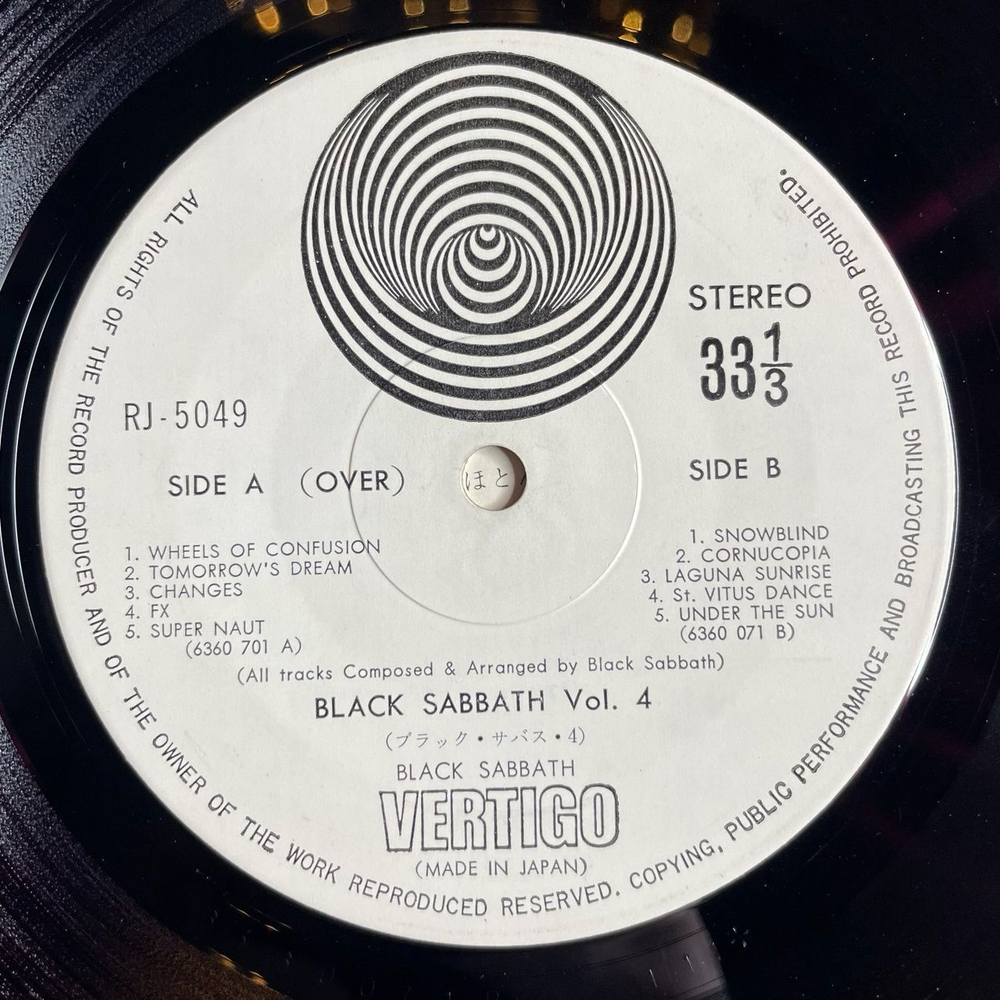 STEREO
33 1/3
RJ-5049
SIDE A (OVER)
SIDE B
ほと
1. WHEELS OF CONFUSION
2. TOMORROW'S DREAM
3. CHANGES
4. FX
5. SUPER NAUT
(6360 701 A)
1. SNOWBLIND
2. CORNUCOPIA
3. LAGUNA SUNRISE
4. St. VITUS DANCE
5. UNDER THE SUN
(6360 071 B)
(All tracks Composed & Arranged by Black Sabbath)
BLACK SABBATH Vol. 4
(ブラック・サバス・4)
BLACK SABBATH
VERTIGO
(MADE IN JAPAN)
ALL RIGHTS OF THE RECORD PRODUCER AND OF THE OWNER OF THE WORK REPRODUCED RESERVED. COPYING, PUBLIC PERFORMANCE AND BROADCASTING THIS RECORD PROHIBITED.